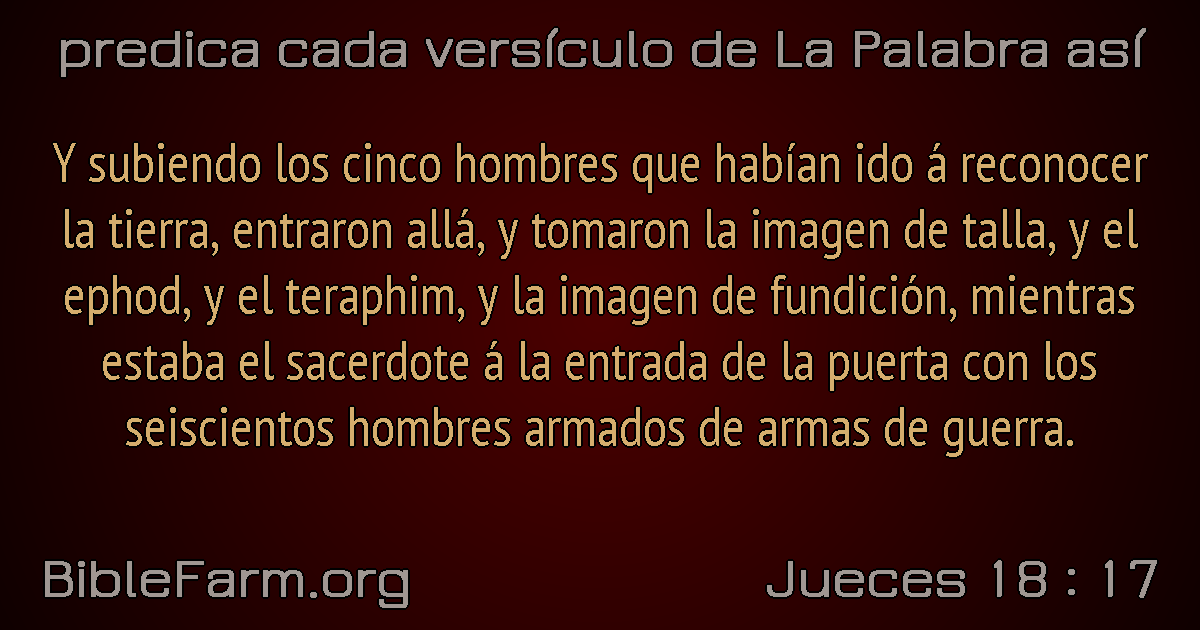 predica cada versículo de La Palabra así
Y subiendo los cinco hombres que habían ido á reconocer
la tierra, entraron allá, y tomaron la imagen de talla, y el
ephod, y el teraphim, y la imagen de fundición, mientras
estaba el sacerdote á la entrada de la puerta con los
seiscientos hombres armados de armas de guerra.
BibleFarm.org
Jueces 18 : 17